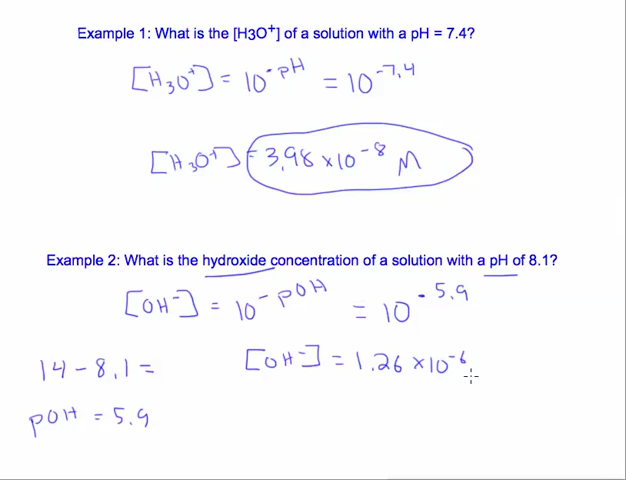 Example 1: What is the [H3O+] of a solution with a pH = 7.4?
[H₃O⁺] = 10⁻ᵖᴴ = 10⁻⁷·⁴
[H₃O⁺] = 3.98 × 10⁻⁸ M
Example 2: What is the hydroxide concentration of a solution with a pH of 8.1?
[OH⁻] = 10⁻ᵖᴼᴴ = 10⁻⁵·⁹
14 - 8.1 =
[OH⁻] = 1.26 × 10⁻⁶
pOH = 5.9